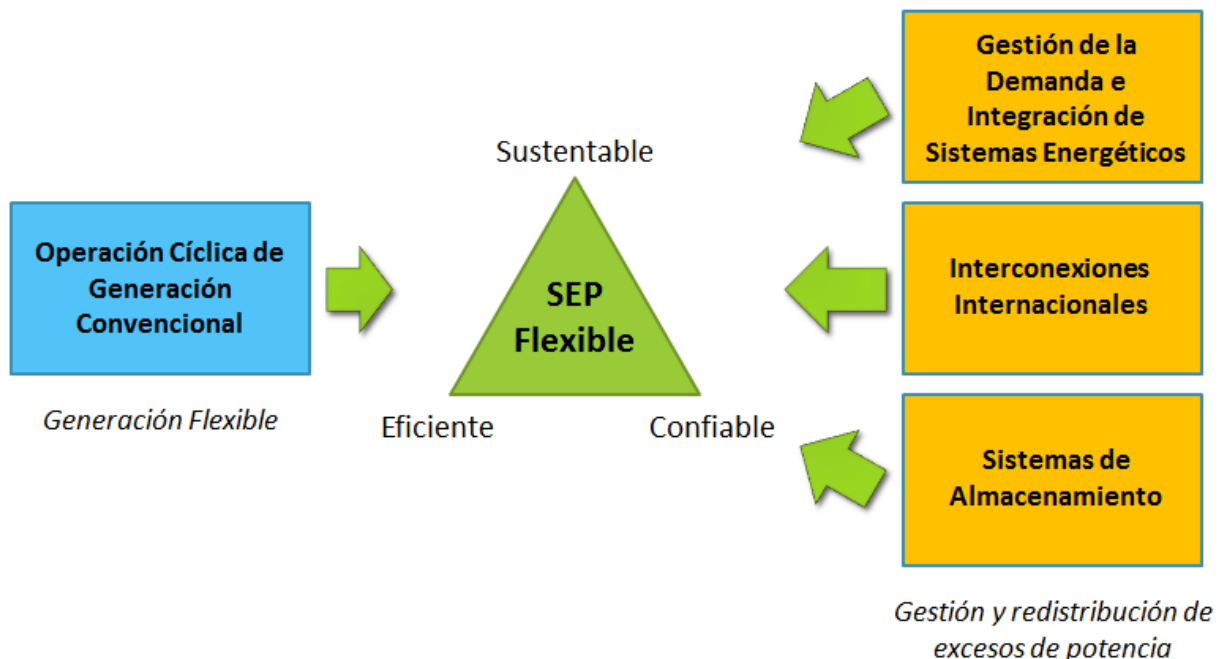 Operación Cíclica de
Generación
Convencional
Generación Flexible
Sustentable
SEP
Flexible
Eficiente
Confiable
Gestión de la
Demanda e
Integración de
Sistemas Energéticos
Interconexiones
Internacionales
Sistemas de
Almacenamiento
Gestión y redistribución de
excesos de potencia